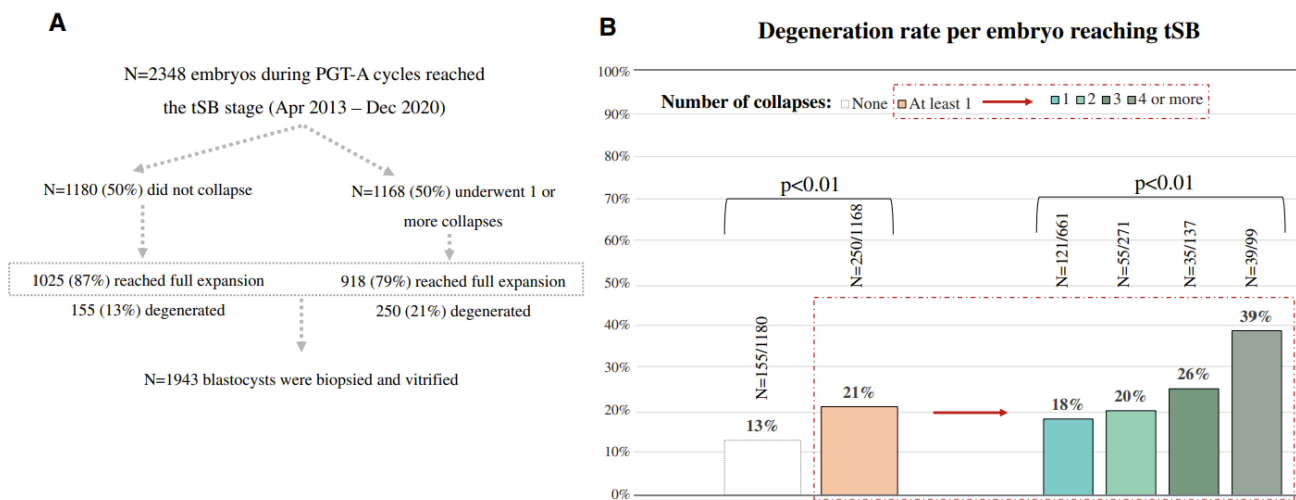 A
N=2348 embryos during PGT-A cycles reached
the tSB stage (Apr 2013 – Dec 2020)
N=1180 (50%) did not collapse
N=1168 (50%) underwent 1 or
more collapses
1025 (87%) reached full expansion
918 (79%) reached full expansion
155 (13%) degenerated
250 (21%) degenerated
N=1943 blastocysts were biopsied and vitrified
B
Degeneration rate per embryo reaching tSB
100%
90%
80%
70%
60%
50%
40%
30%
20%
10%
0%
Number of collapses: None At least 1 1 2 3 4 or more
p<0.01
p<0.01
N=155/1180
N=250/1168
N=121/661
N=55/271
N=35/137
N=39/99
13%
21%
18%
20%
26%
39%